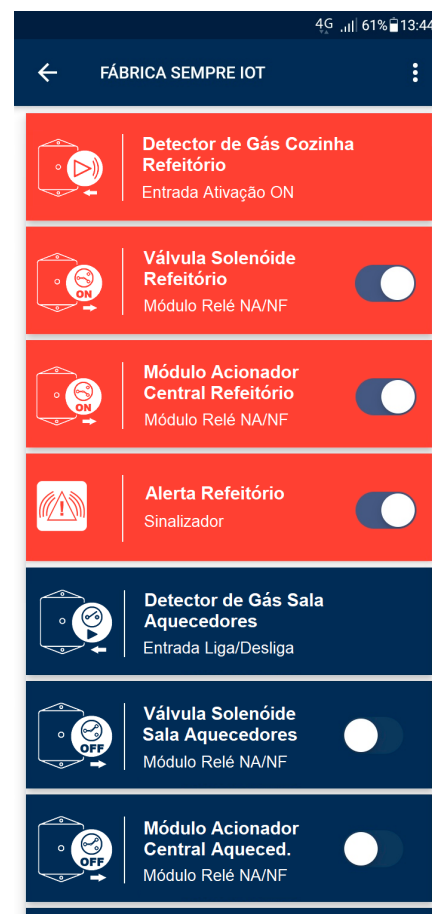 4G 61% 13:44
FÁBRICA SEMPRE IOT
Detector de Gás Cozinha
Refeitório
Entrada Ativação ON
Válvula Solenóide
Refeitório
Módulo Relé NA/NF
ON
Módulo Acionador
Central Refeitório
Módulo Relé NA/NF
ON
Alerta Refeitório
Sinalizador
Detector de Gás Sala
Aquecedores
Entrada Liga/Desliga
Válvula Solenóide
Sala Aquecedores
Módulo Relé NA/NF
OFF
Módulo Acionador
Central Aqueced.
Módulo Relé NA/NF
OFF